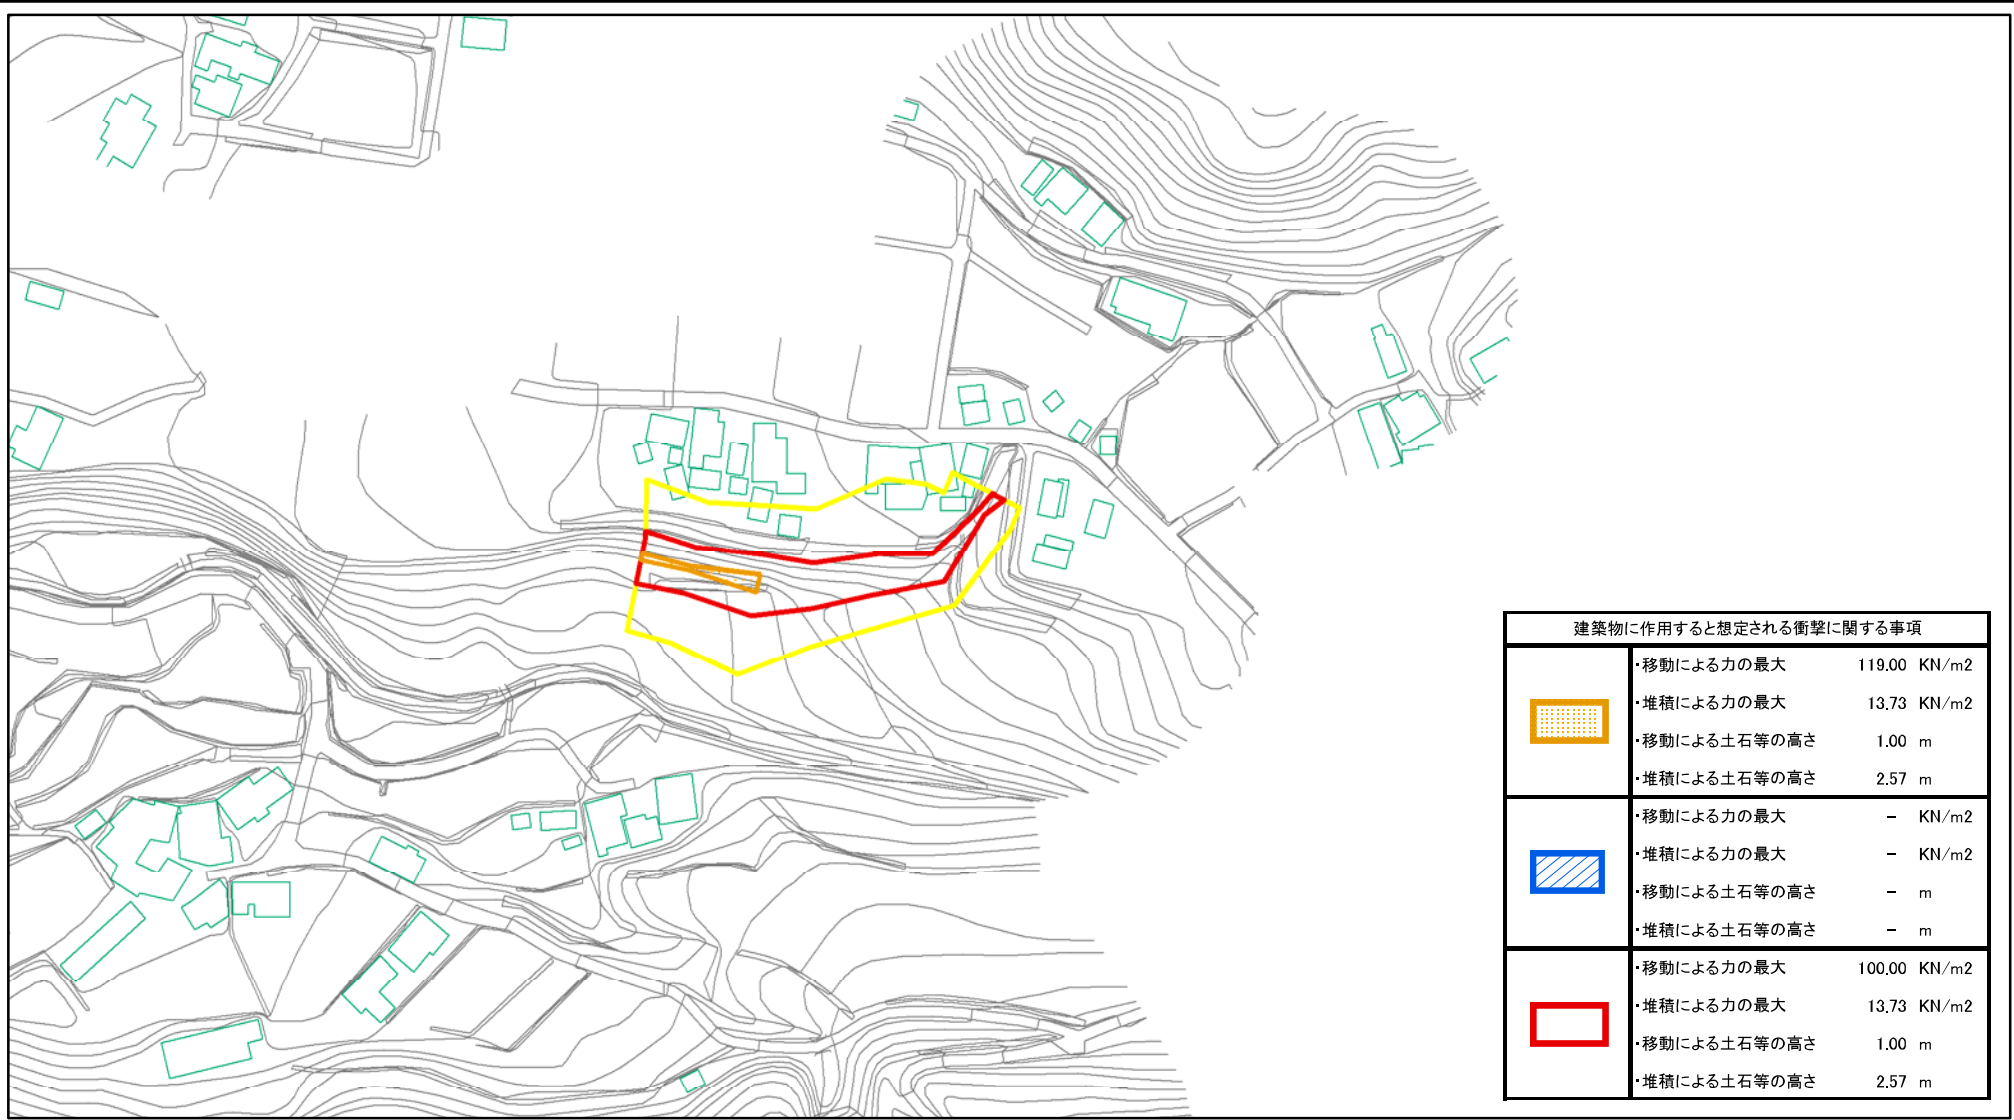 建築物に作用すると想定される衝撃に関する事項
・移動による力の最大 119.00 KN/m2
・堆積による力の最大 13.73 KN/m2
・移動による土石等の高さ 1.00 m
・堆積による土石等の高さ 2.57 m
・移動による力の最大 － KN/m2
・堆積による力の最大 － KN/m2
・移動による土石等の高さ － m
・堆積による土石等の高さ － m
・移動による力の最大 100.00 KN/m2
・堆積による力の最大 13.73 KN/m2
・移動による土石等の高さ 1.00 m
・堆積による土石等の高さ 2.57 m